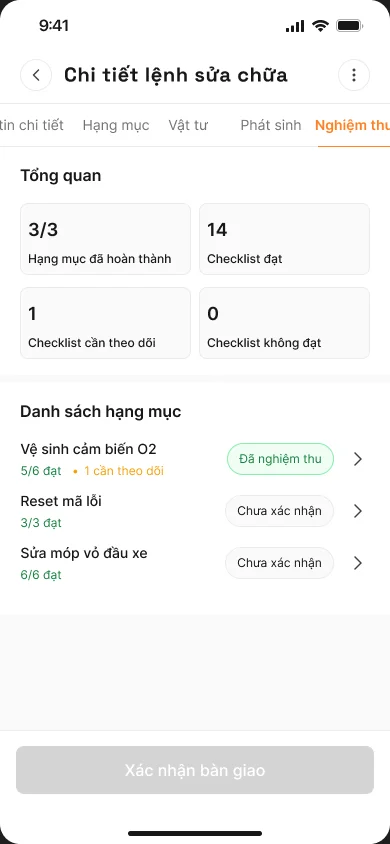 9:41
Chi tiết lệnh sửa chữa
tin chi tiết Hạng mục Vật tư Phát sinh Nghiệm thu
Tổng quan
3/3
Hạng mục đã hoàn thành
14
Checklist đạt
1
Checklist cần theo dõi
0
Checklist không đạt
Danh sách hạng mục
Vệ sinh cảm biến O2
5/6 đạt • 1 cần theo dõi
Đã nghiệm thu
Reset mã lỗi
3/3 đạt
Chưa xác nhận
Sửa móp vỏ đầu xe
6/6 đạt
Chưa xác nhận
Xác nhận bàn giao